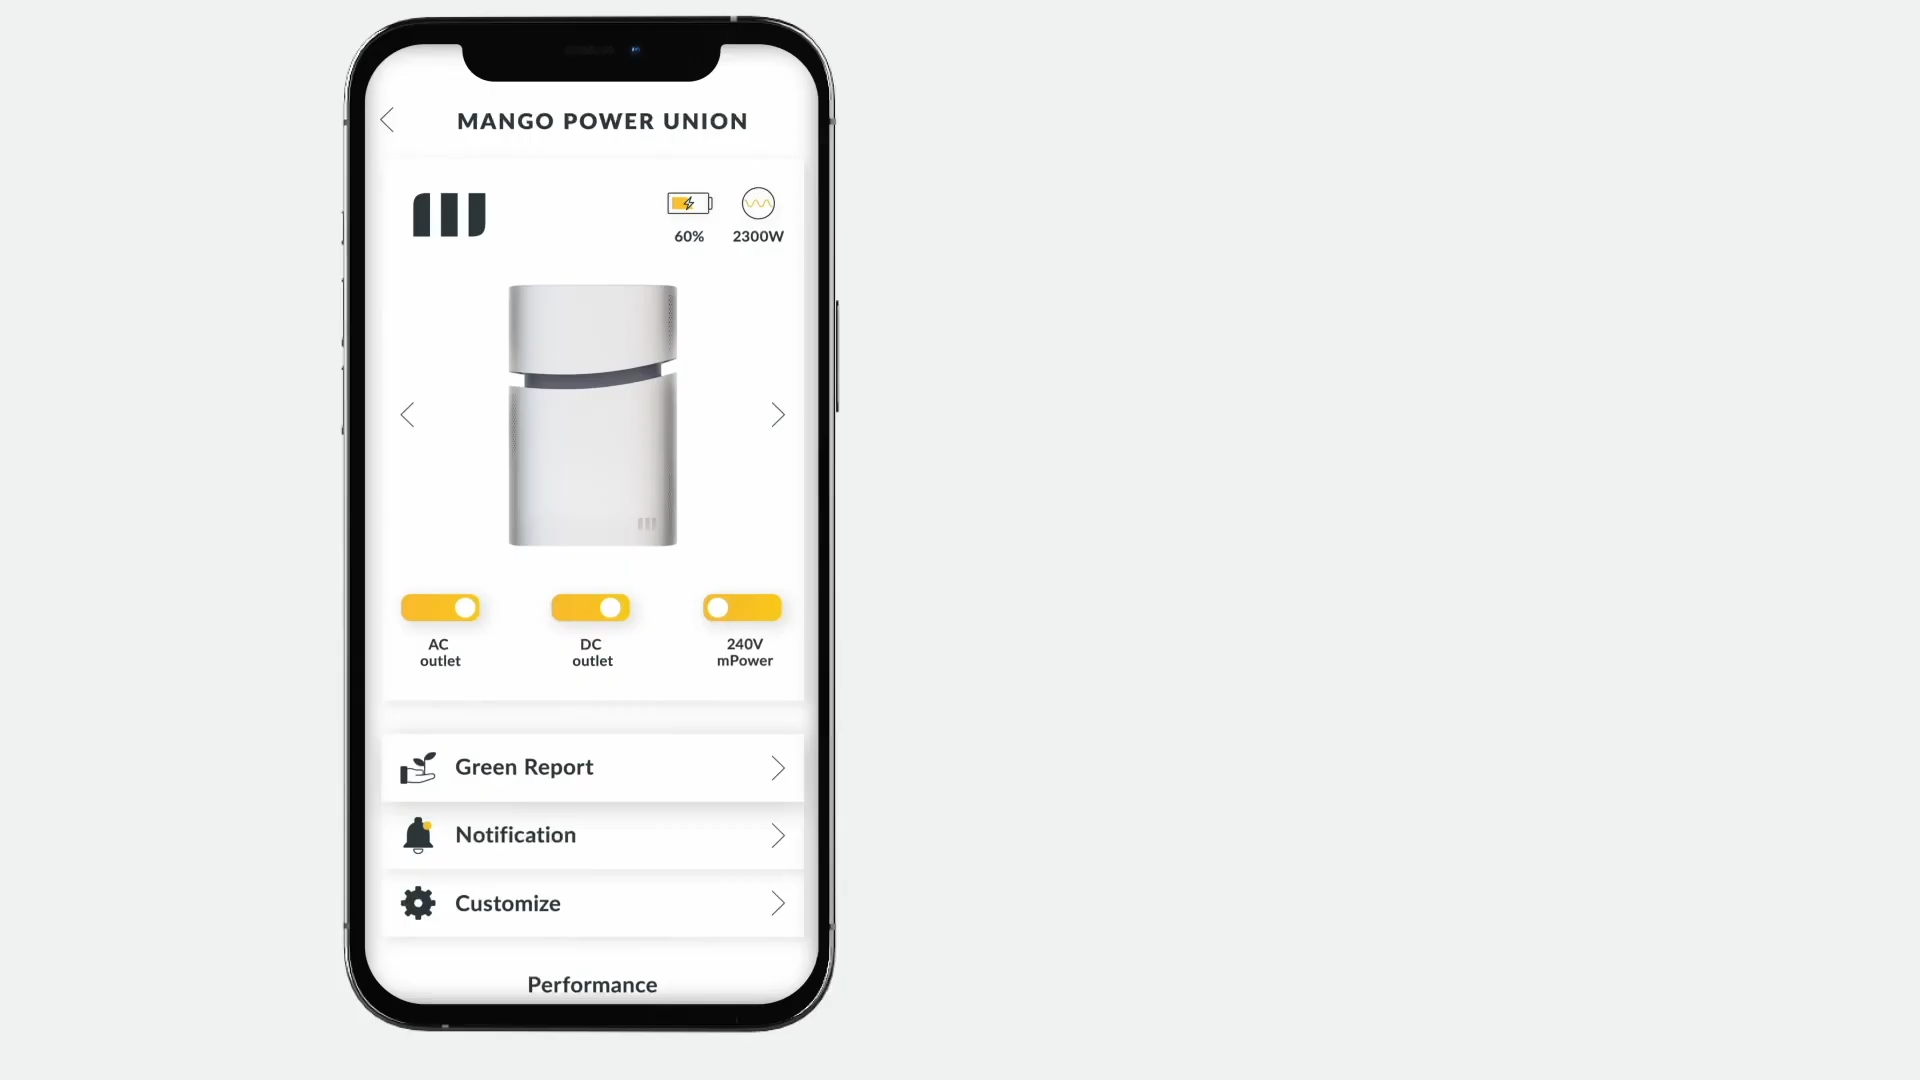 MANGO POWER UNION
60%
2300W
AC
outlet
DC
outlet
240V
mPower
Green Report
Notification
Customize
Performance